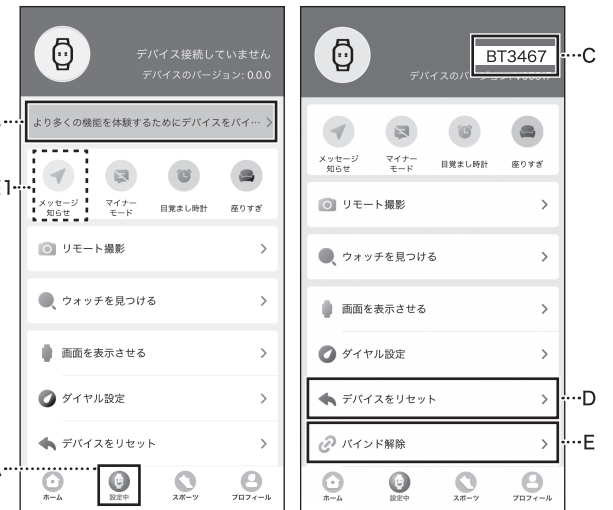 デバイス接続していません
デバイスのバージョン: 0.0.0
より多くの機能を体験するためにデバイスをバイ…
E1
メッセージ
知らせ
マイナー
モード
目覚まし時計
座りすぎ
リモート撮影
ウォッチを見つける
画面を表示させる
ダイヤル設定
デバイスをリセット
ホーム
設定中
スポーツ
プロフィール
BT3467
C
デバイスのバージョン:
メッセージ
知らせ
マイナー
モード
目覚まし時計
座りすぎ
リモート撮影
ウォッチを見つける
画面を表示させる
ダイヤル設定
デバイスをリセット
D
バインド解除
E
ホーム
設定中
スポーツ
プロフィール